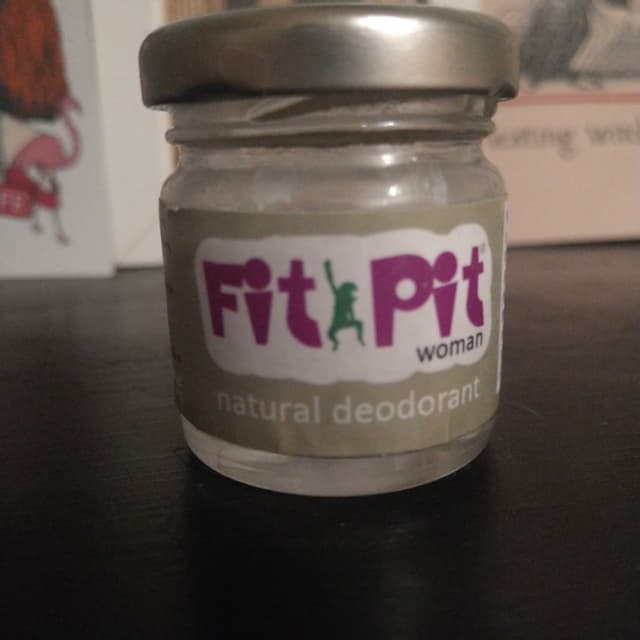 Fit Pit®
woman
natural deodorant